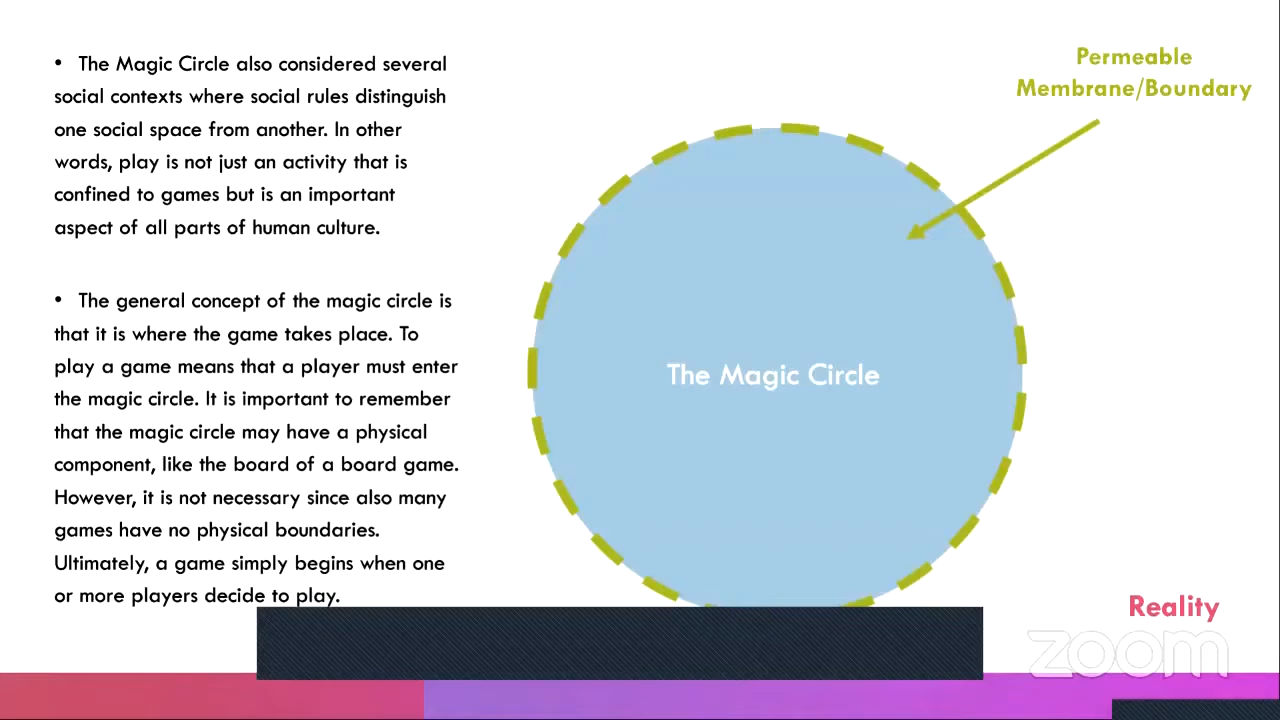 • The Magic Circle also considered several
social contexts where social rules distinguish
one social space from another. In other
words, play is not just an activity that is
confined to games but is an important
aspect of all parts of human culture.
• The general concept of the magic circle is
that it is where the game takes place. To
play a game means that a player must enter
the magic circle. It is important to remember
that the magic circle may have a physical
component, like the board of a board game.
However, it is not necessary since also many
games have no physical boundaries.
Ultimately, a game simply begins when one
or more players decide to play.
Permeable
Membrane/Boundary
The Magic Circle
Reality
zoom